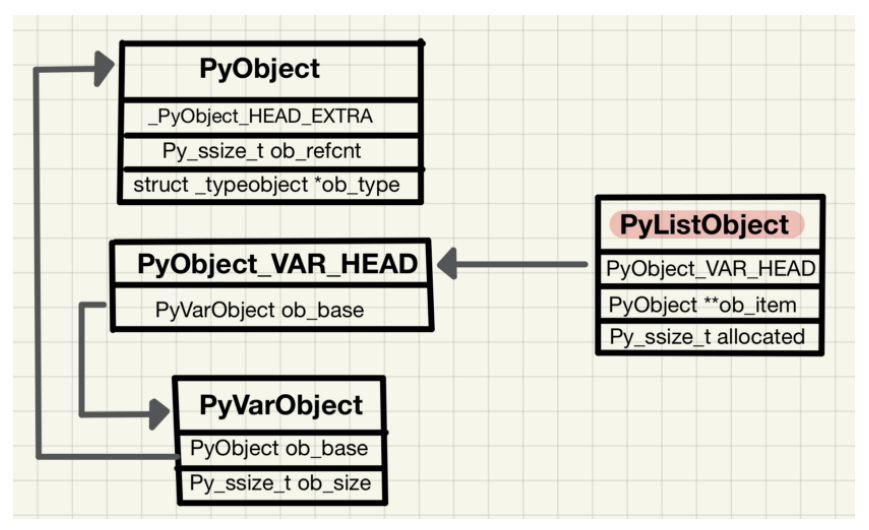 PyObject
_PyObject_HEAD_EXTRA
Py_ssize_t ob_refcnt
struct _typeobject *ob_type
PyObject_VAR_HEAD
PyVarObject ob_base
PyVarObject
PyObject ob_base
Py_ssize_t ob_size
PyListObject
PyObject_VAR_HEAD
PyObject **ob_item
Py_ssize_t allocated